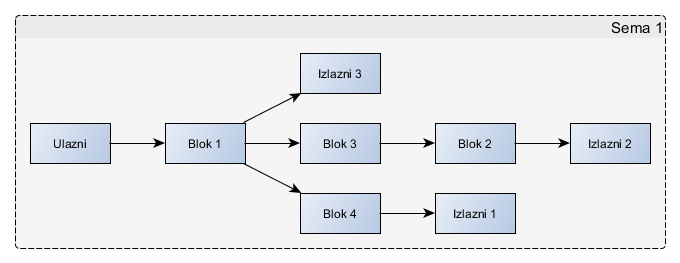 Sema 1
Izlazni 3
Ulazni
Blok 1
Blok 3
Blok 2
Izlazni 2
Blok 4
Izlazni 1